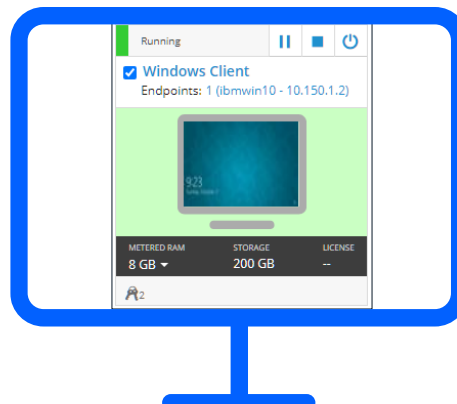 Running
Windows Client
Endpoints: 1 (ibmwin10 - 10.150.1.2)
9:23
METERED RAM STORAGE LICENSE
8 GB 200 GB --
2